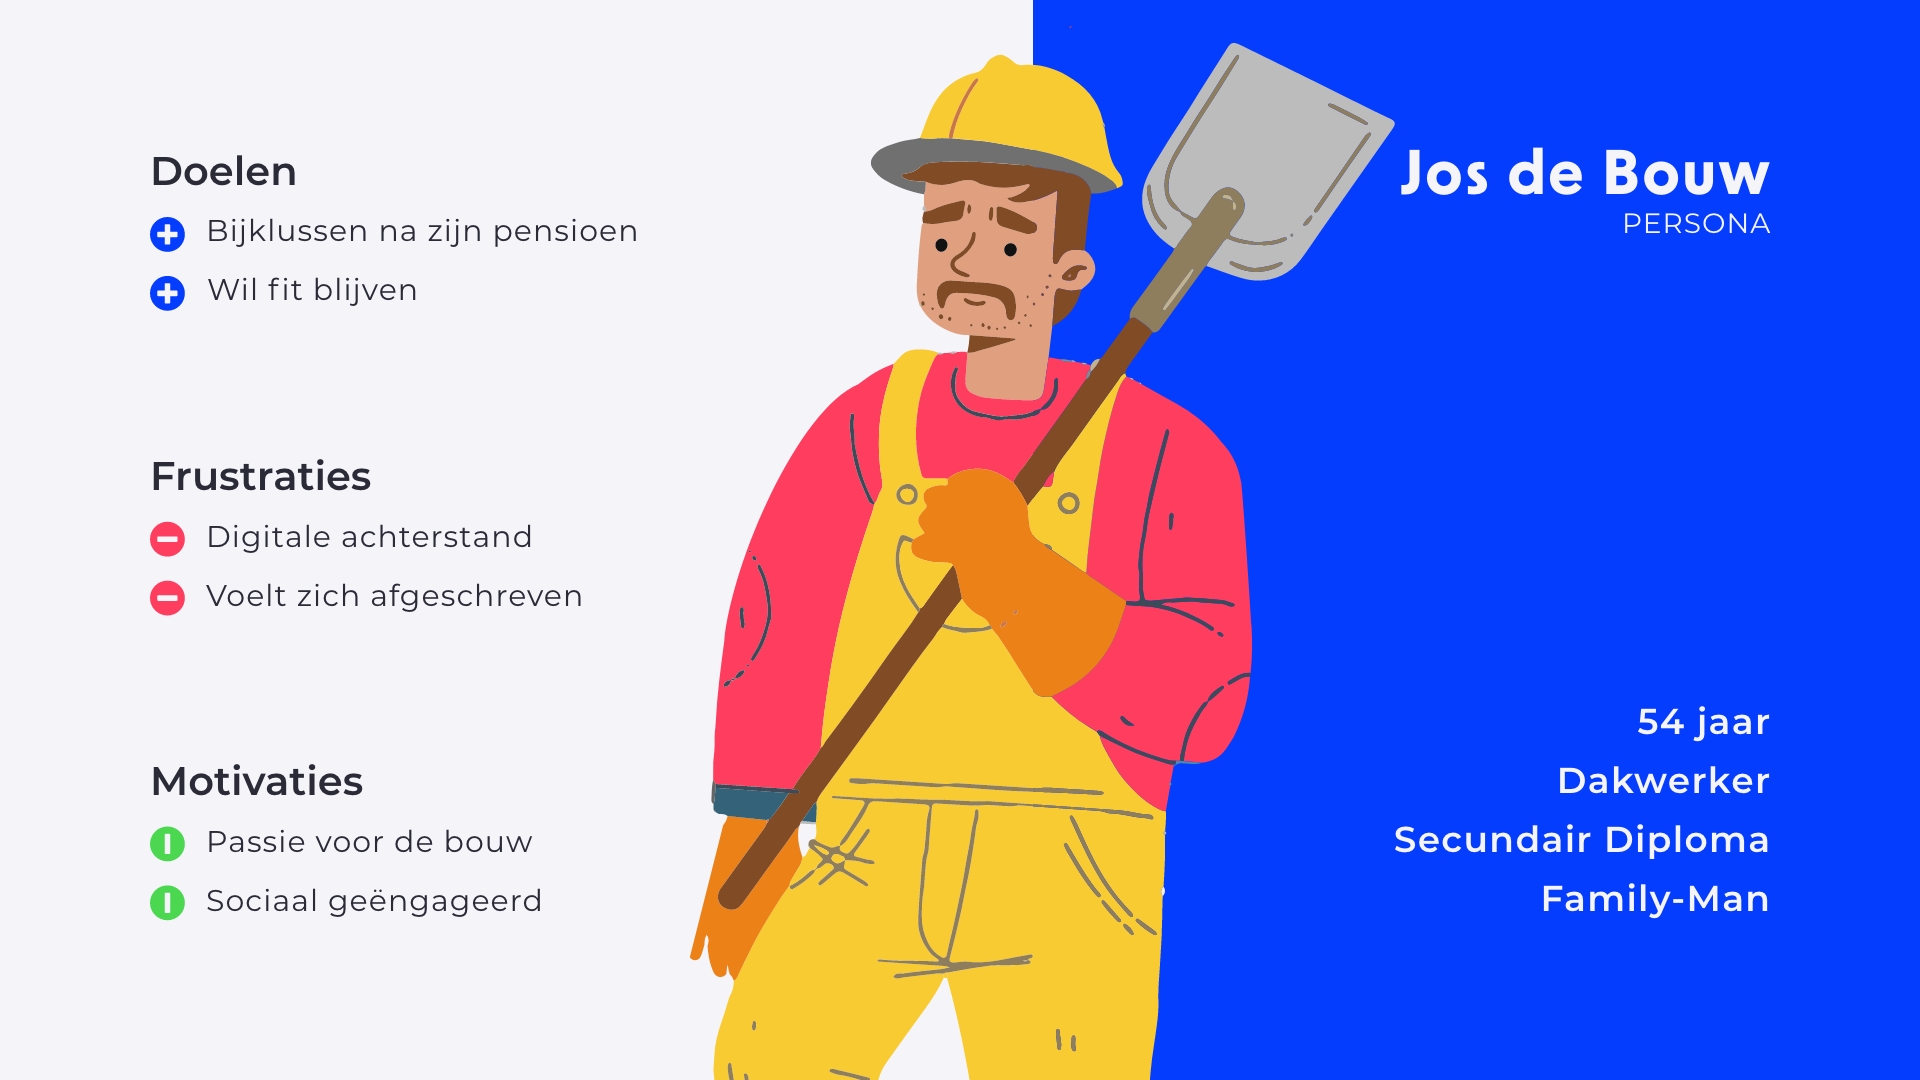 Doelen
Bijklussen na zijn pensioen
Wil fit blijven
Frustraties
Digitale achterstand
Voelt zich afgeschreven
Motivaties
Passie voor de bouw
Sociaal geëngageerd
Jos de Bouw
PERSONA
54 jaar
Dakwerker
Secundair Diploma
Family-Man